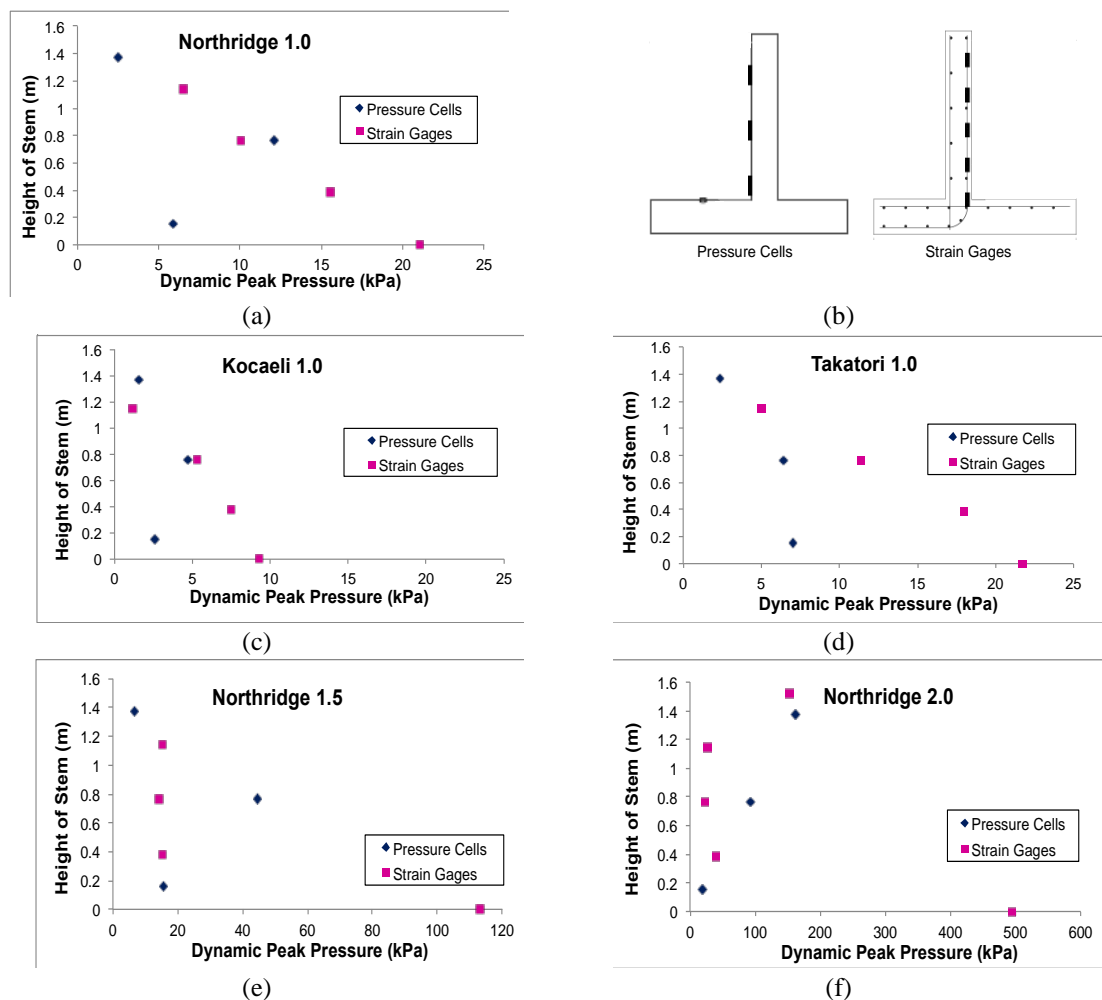 Northridge 1.0
Height of Stem (m)
1.6
1.4
1.2
1
0.8
0.6
0.4
0.2
0
0 5 10 15 20 25
Dynamic Peak Pressure (kPa)
Pressure Cells
Strain Gages
(a)
Pressure Cells Strain Gages
(b)
Kocaeli 1.0
Height of Stem (m)
1.6
1.4
1.2
1
0.8
0.6
0.4
0.2
0
0 5 10 15 20 25
Dynamic Peak Pressure (kPa)
Pressure Cells
Strain Gages
(c)
Takatori 1.0
Height of Stem (m)
1.6
1.4
1.2
1
0.8
0.6
0.4
0.2
0
0 5 10 15 20 25
Dynamic Peak Pressure (kPa)
Pressure Cells
Strain Gages
(d)
Northridge 1.5
Height of Stem (m)
1.6
1.4
1.2
1
0.8
0.6
0.4
0.2
0
0 20 40 60 80 100 120
Dynamic Peak Pressure (kPa)
Pressure Cells
Strain Gages
(e)
Northridge 2.0
Height of Stem (m)
1.6
1.4
1.2
1
0.8
0.6
0.4
0.2
0
0 100 200 300 400 500 600
Dynamic Peak Pressure (kPa)
Pressure Cells
Strain Gages
(f)